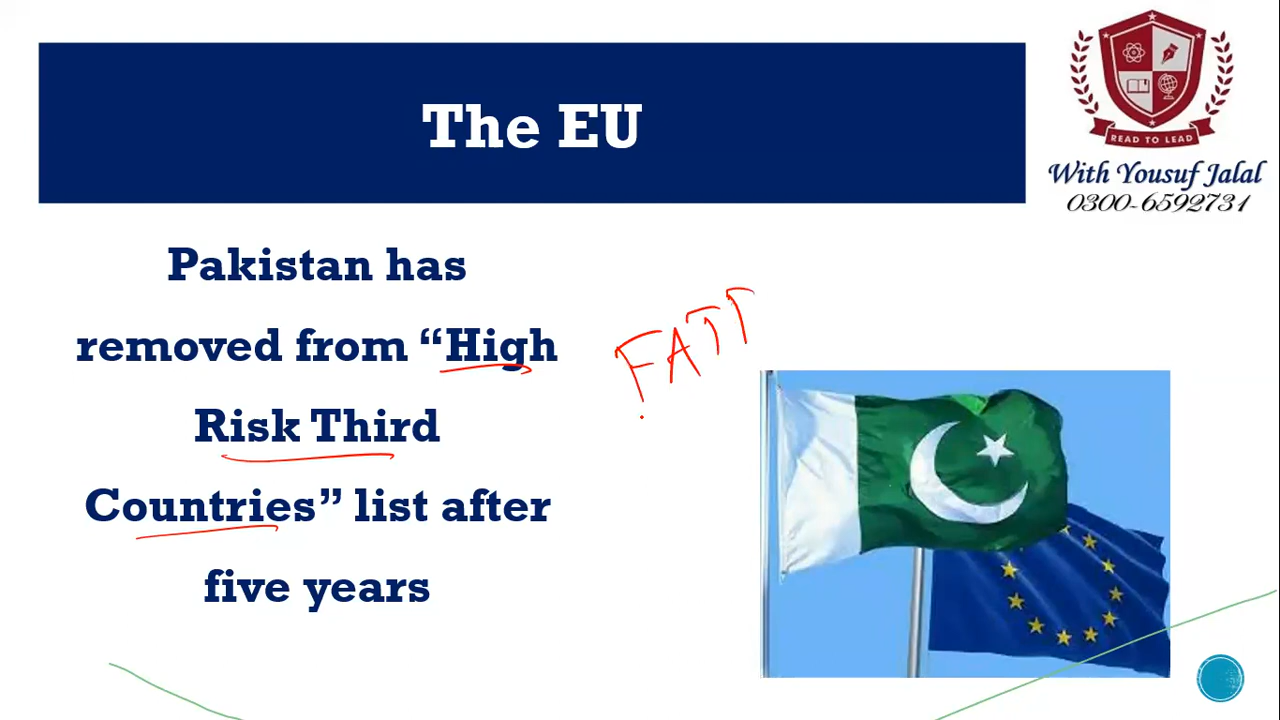 The EU
READ TO LEAD
With Yousuf Jalal
0300-6592731
Pakistan has
removed from “High
Risk Third
Countries” list after
five years
FATF